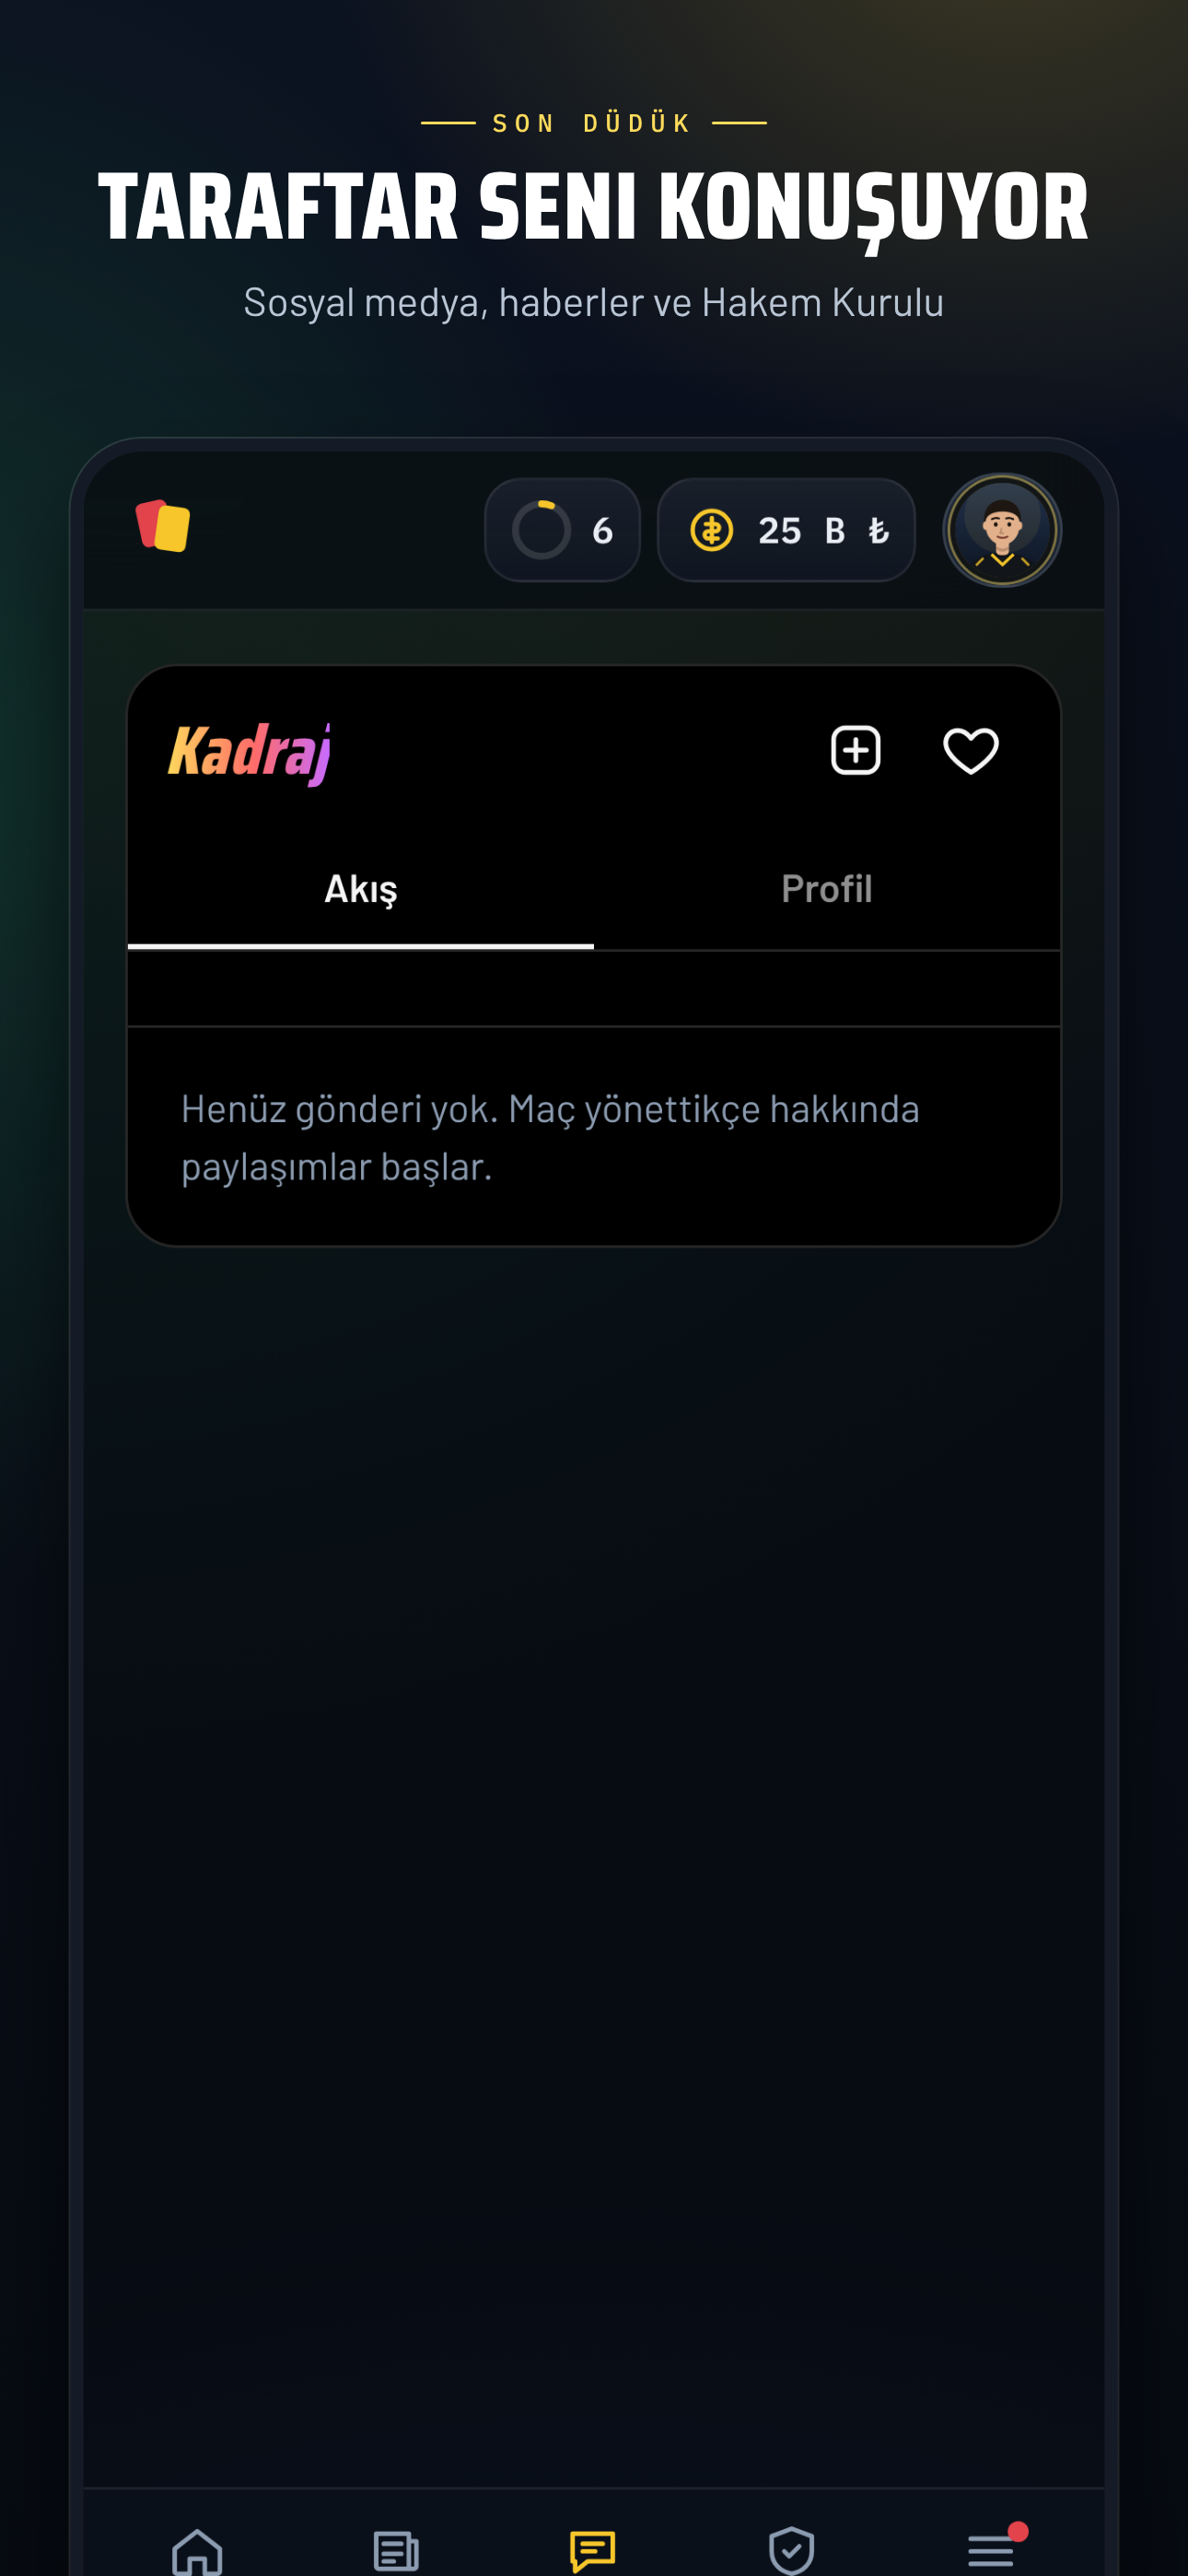 SON DÜDÜK
TARAFTAR SENI KONUŞUYOR
Sosyal medya, haberler ve Hakem Kurulu
6
25 B ₺
Kadraj
Akış
Profil
Henüz gönderi yok. Maç yönettikçe hakkında
paylaşımlar başlar.